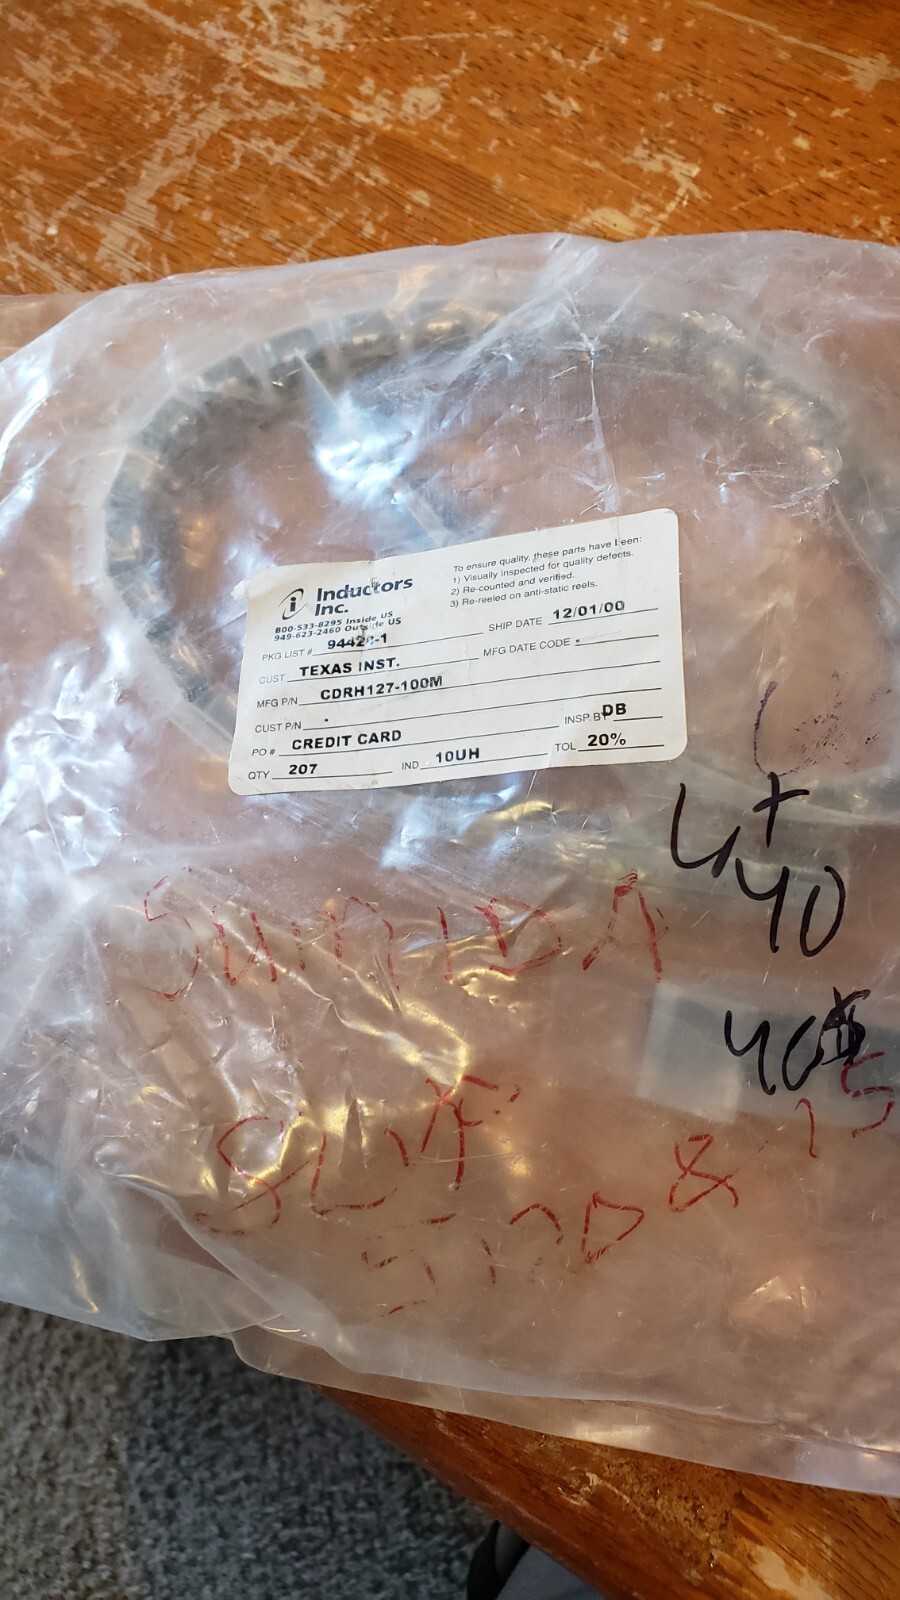 Inductors
Inc.
800-533-8295 Inside US
949-623-2460 Outside US
To ensure quality, these parts have been:
1) Visually inspected for quality defects.
2) Re-counted and verified.
3) Re-reeled on anti-static reels.
PKG LIST #
SHIP DATE 12/01/00
CUST TEXAS INST.
MFG DATE CODE -
MFG P/N CDRH127-100M
CUST P/N -
PO # CREDIT CARD
INSP BY DB
QTY 207 IND 10UH TOL 20%
40
SUMIDA